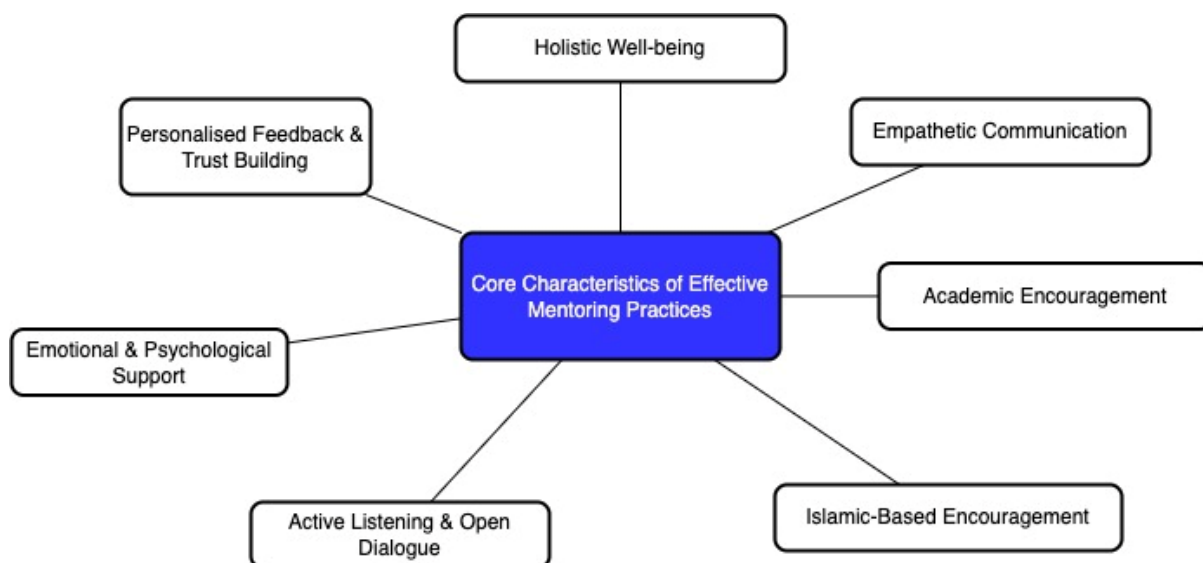 Holistic Well-being
Personalised Feedback &
Trust Building
Empathetic Communication
Core Characteristics of Effective
Mentoring Practices
Academic Encouragement
Emotional & Psychological
Support
Islamic-Based Encouragement
Active Listening & Open
Dialogue